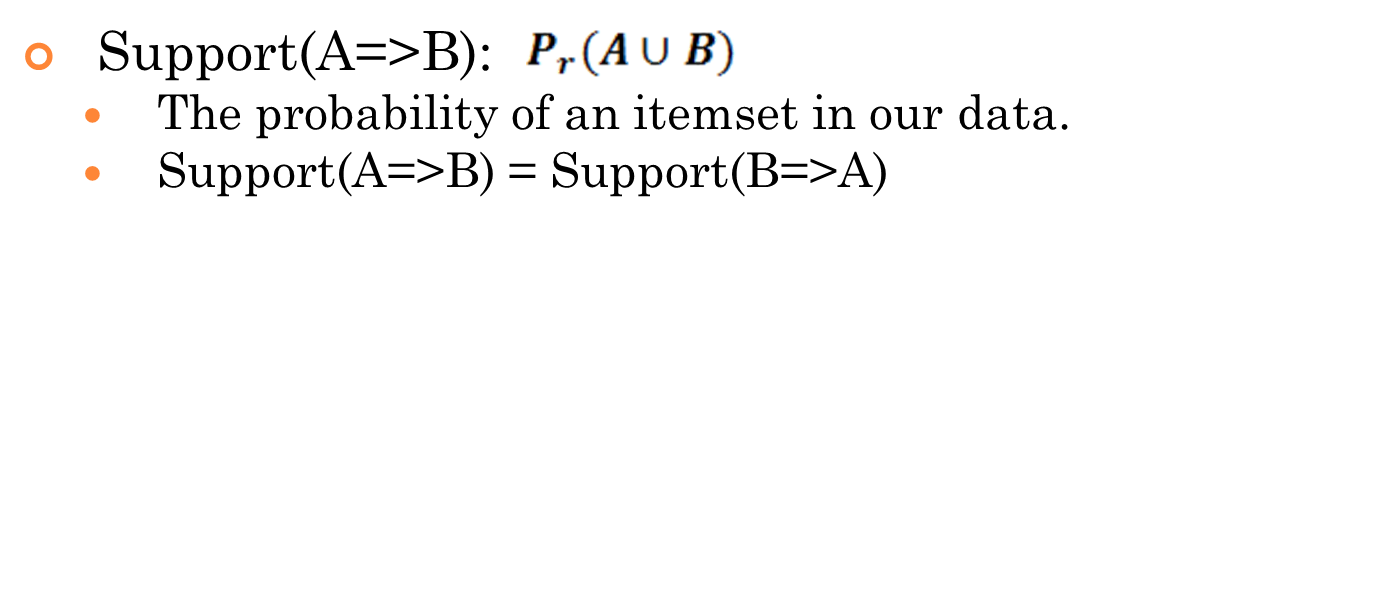 Support(A=>B): Pr(A ∪ B)
The probability of an itemset in our data.
Support(A=>B) = Support(B=>A)